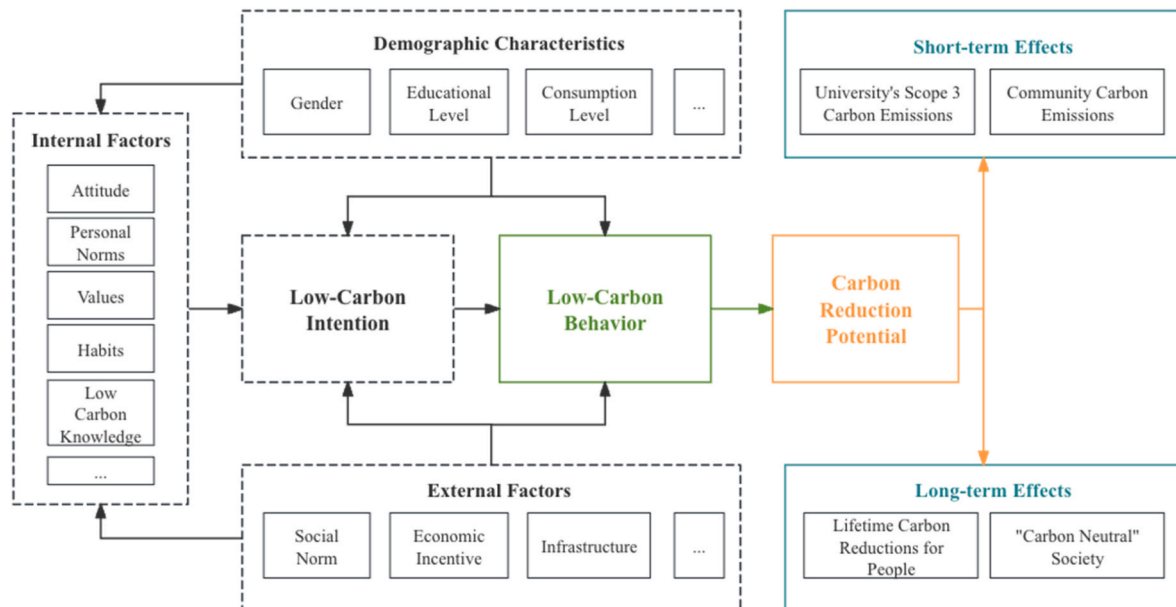 Demographic Characteristics
Gender
Educational
Level
Consumption
Level
...
Short-term Effects
University's Scope 3
Carbon Emissions
Community Carbon
Emissions
Internal Factors
Attitude
Personal
Norms
Values
Habits
Low
Carbon
Knowledge
...
Low-Carbon
Intention
Low-Carbon
Behavior
Carbon
Reduction
Potential
External Factors
Social
Norm
Economic
Incentive
Infrastructure
...
Long-term Effects
Lifetime Carbon
Reductions for
People
"Carbon Neutral"
Society